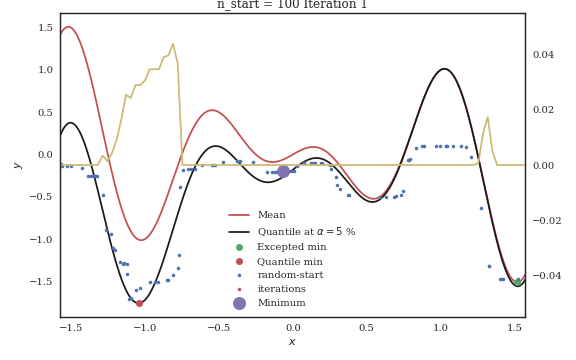 n_start = 100 Iteration 1
1.5
1.0
0.5
0.0
−0.5
−1.0
−1.5
y
0.04
0.02
0.00
−0.02
−0.04
Mean
Quantile at α = 5 %
Excepted min
Quantile min
random-start
iterations
Minimum
−1.5 −1.0 −0.5 0.0 0.5 1.0 1.5
x